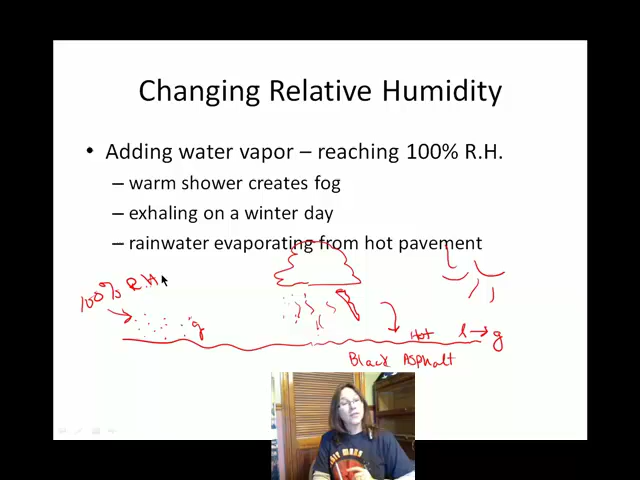 Changing Relative Humidity
• Adding water vapor – reaching 100% R.H.
– warm shower creates fog
– exhaling on a winter day
– rainwater evaporating from hot pavement
100% R.H
g
Hot
l → g
Black Asphalt